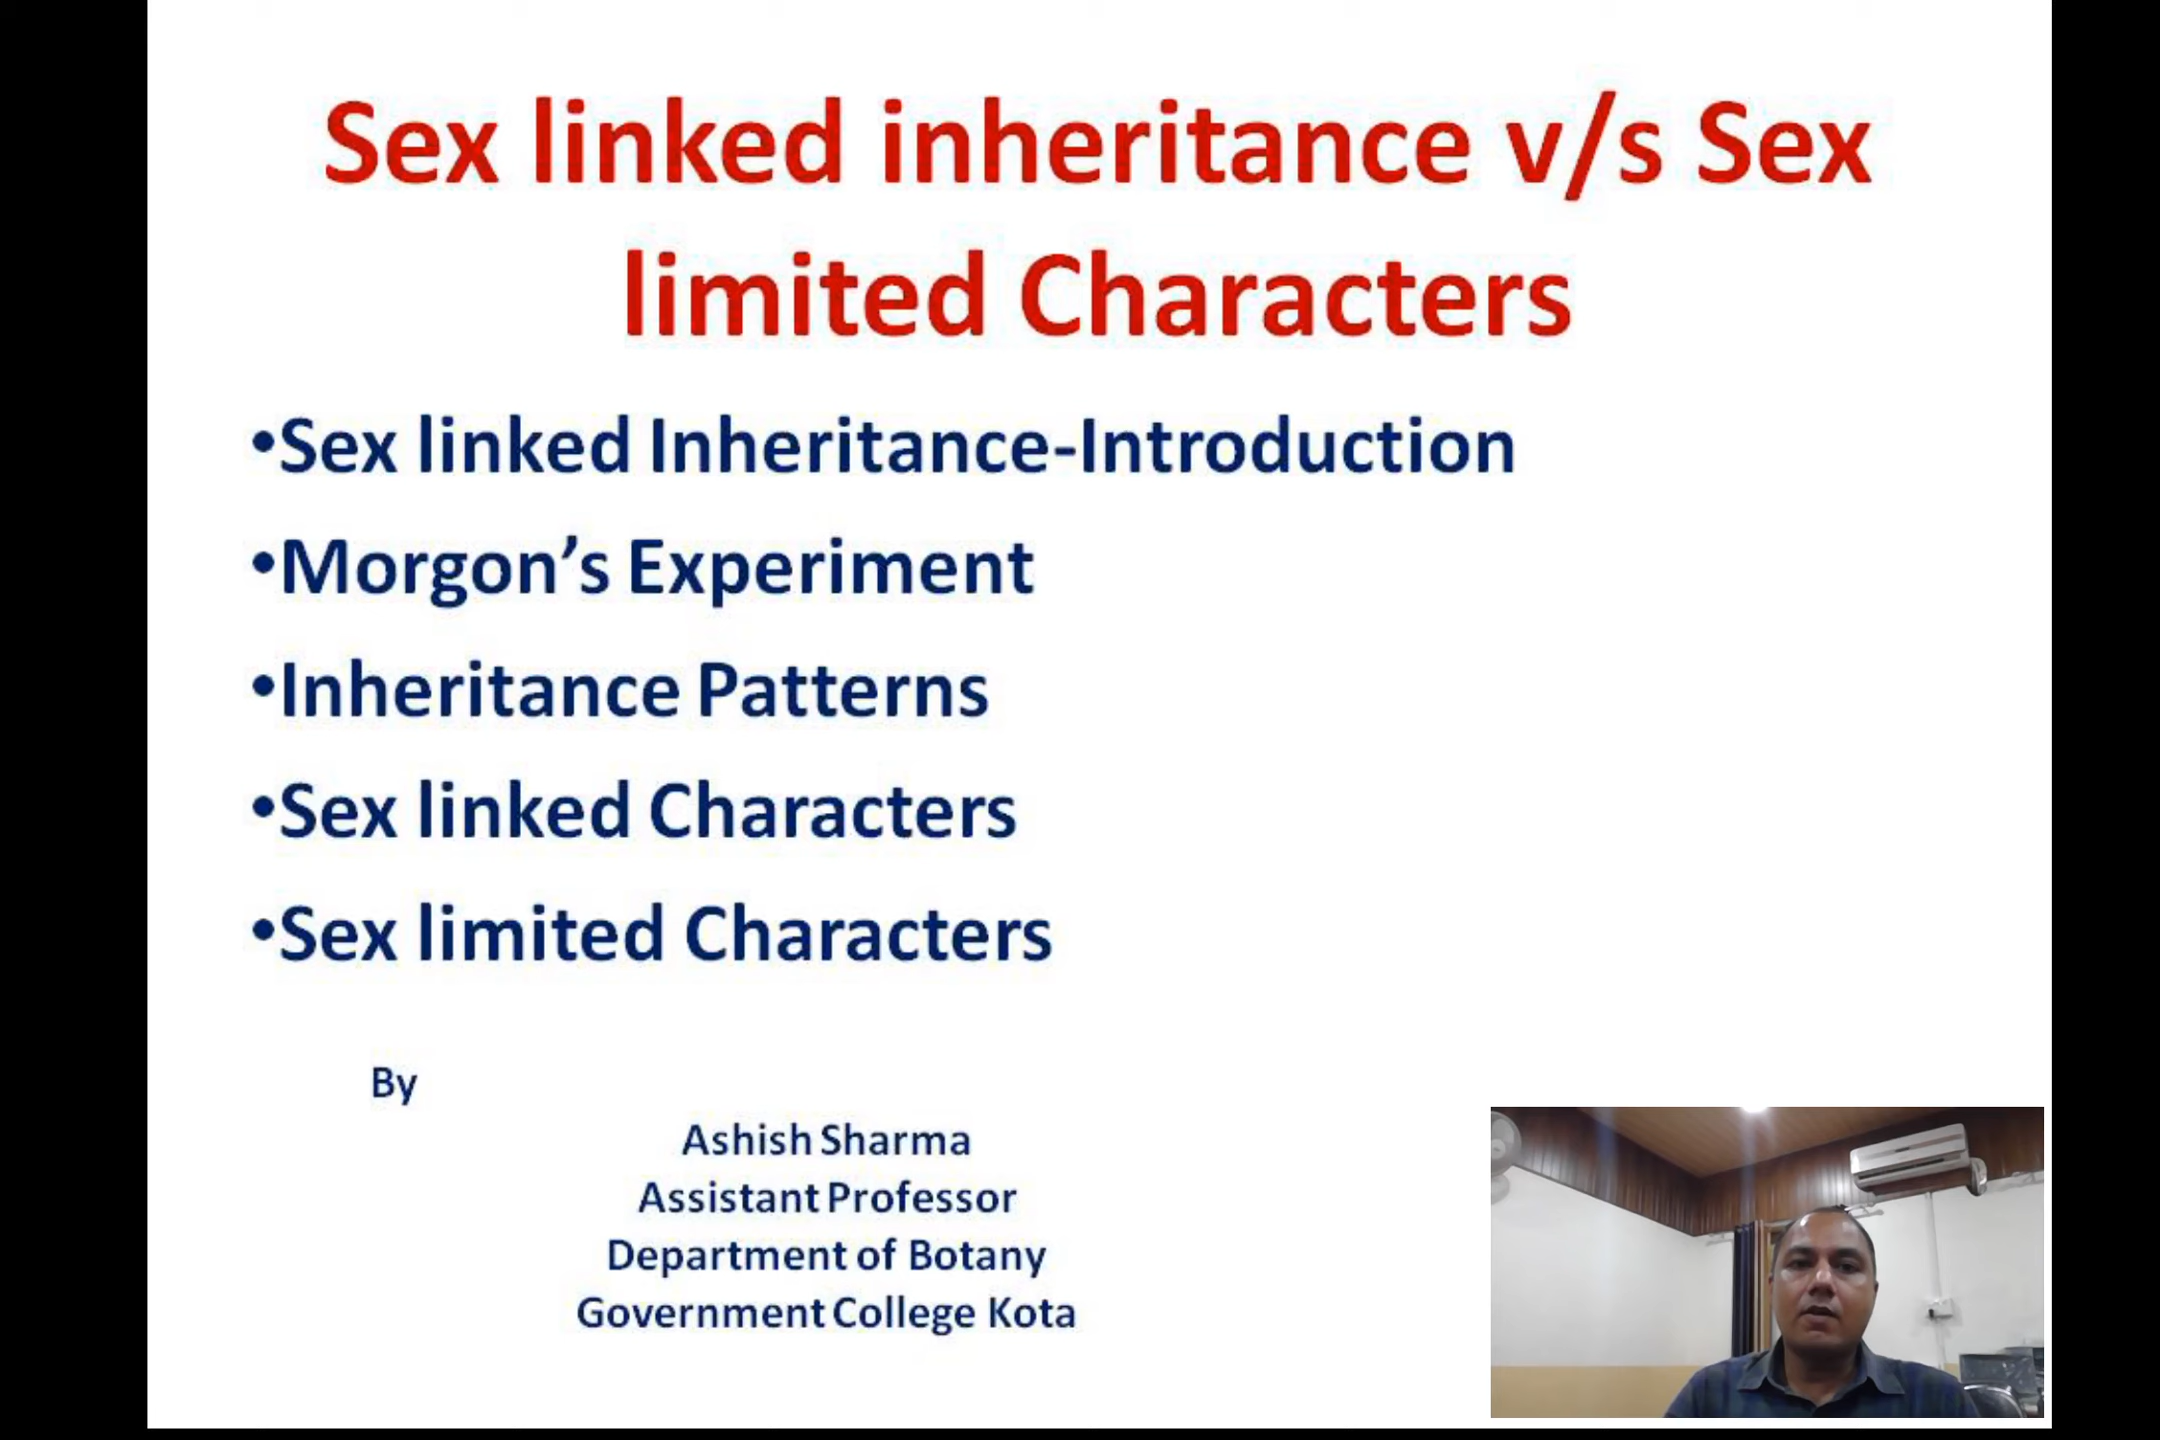 Sex linked inheritance v/s Sex
limited Characters
•Sex linked Inheritance-Introduction
•Morgon’s Experiment
•Inheritance Patterns
•Sex linked Characters
•Sex limited Characters
By
Ashish Sharma
Assistant Professor
Department of Botany
Government College Kota